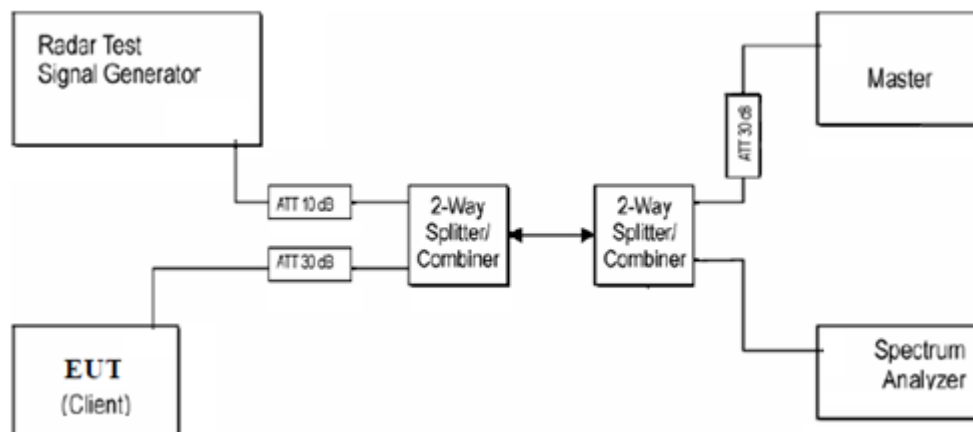 Radar Test
Signal Generator
Master
ATT 30 dB
ATT 10 dB
2-Way
Splitter/
Combiner
2-Way
Splitter/
Combiner
ATT 30 dB
EUT
(Client)
Spectrum
Analyzer